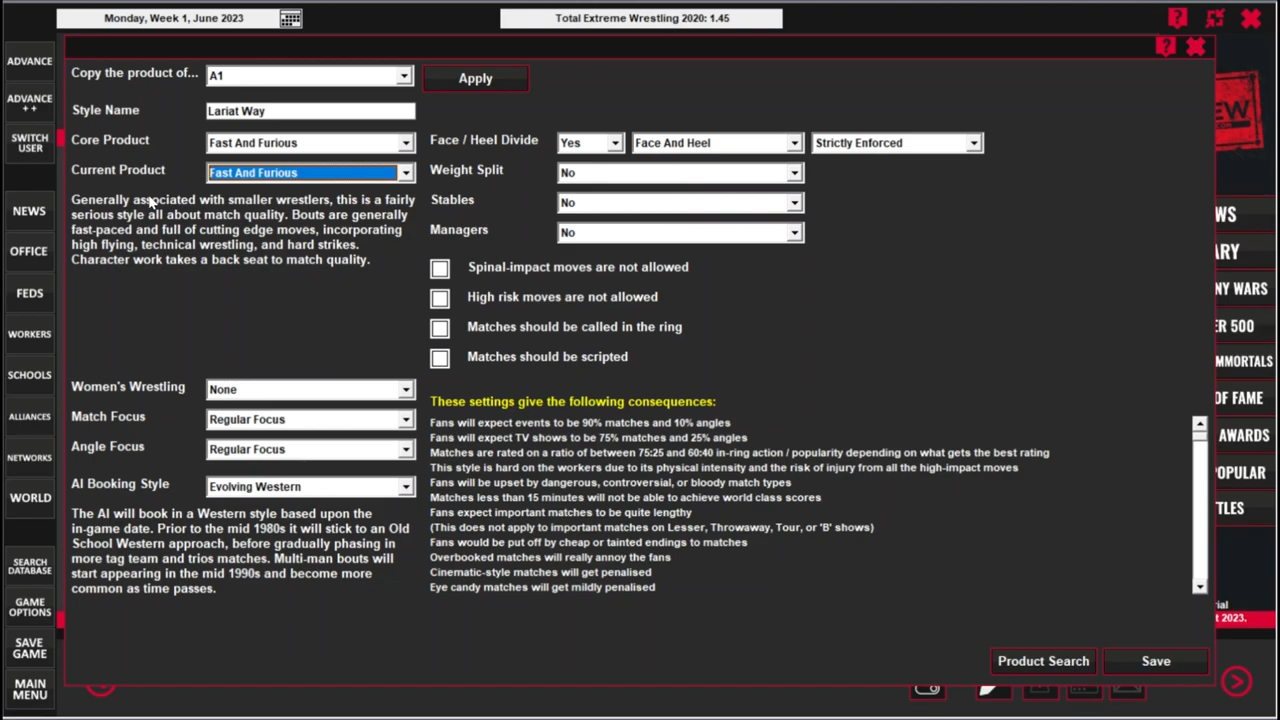 Monday, Week 1, June 2023
Total Extreme Wrestling 2020: 1.45
ADVANCE
ADVANCE
++
SWITCH
USER
NEWS
OFFICE
FEDS
WORKERS
SCHOOLS
ALLIANCES
NETWORKS
WORLD
SEARCH
DATABASE
GAME
OPTIONS
SAVE
GAME
MAIN
MENU
Copy the product of...
A1
Apply
Style Name
Lariat Way
Core Product
Fast And Furious
Current Product
Fast And Furious
Generally associated with smaller wrestlers, this is a fairly
serious style all about match quality. Bouts are generally
fast-paced and full of cutting edge moves, incorporating
high flying, technical wrestling, and hard strikes.
Character work takes a back seat to match quality.
Women's Wrestling
None
Match Focus
Regular Focus
Angle Focus
Regular Focus
AI Booking Style
Evolving Western
The AI will book in a Western style based upon the
in-game date. Prior to the mid 1980s it will stick to an Old
School Western approach, before gradually phasing in
more tag team and trios matches. Multi-man bouts will
start appearing in the mid 1990s and become more
common as time passes.
Face / Heel Divide
Yes
Face And Heel
Strictly Enforced
Weight Split
No
Stables
No
Managers
No
Spinal-impact moves are not allowed
High risk moves are not allowed
Matches should be called in the ring
Matches should be scripted
These settings give the following consequences:
Fans will expect events to be 90% matches and 10% angles
Fans will expect TV shows to be 75% matches and 25% angles
Matches are rated on a ratio of between 75:25 and 60:40 in-ring action / popularity depending on what gets the best rating
This style is hard on the workers due to its physical intensity and the risk of injury from all the high-impact moves
Fans will be upset by dangerous, controversial, or bloody match types
Matches less than 15 minutes will not be able to achieve world class scores
Fans expect important matches to be quite lengthy
(This does not apply to important matches on Lesser, Throwaway, Tour, or 'B' shows)
Fans would be put off by cheap or tainted endings to matches
Overbooked matches will really annoy the fans
Cinematic-style matches will get penalised
Eye candy matches will get mildly penalised
Product Search
Save
EW
WS
ARY
NY WARS
ER 500
IMMORTALS
OF FAME
AWARDS
POPULAR
TLES
ial
t 2023.